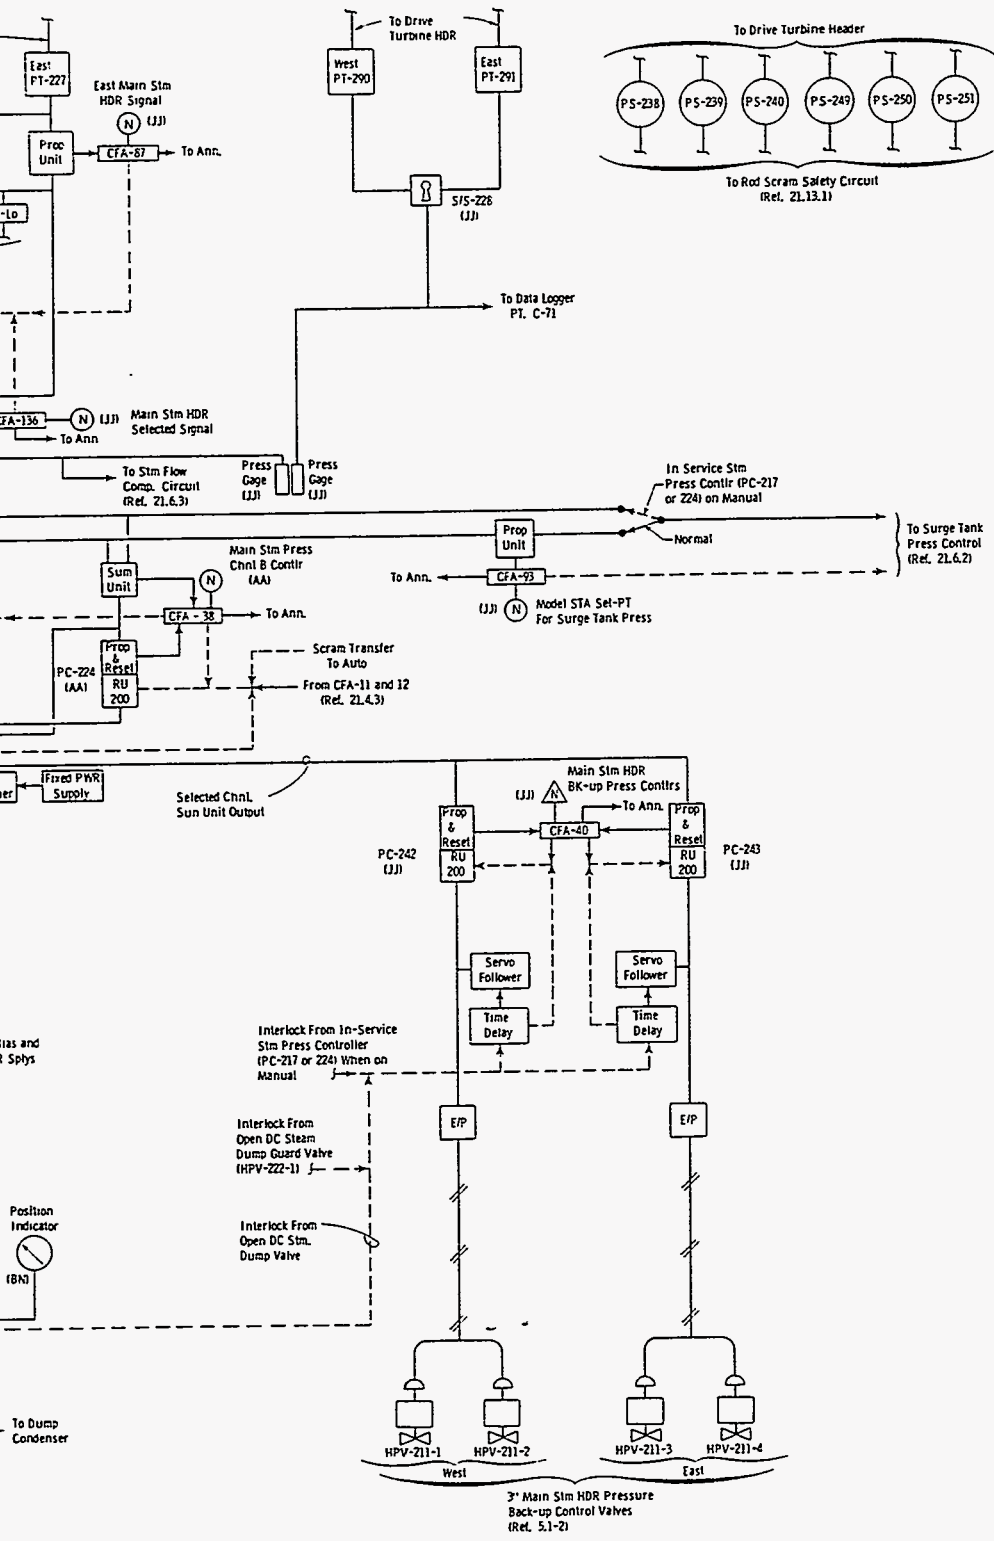 To Drive
Turbine HDR
To Drive Turbine Header
East
PT-227
West
PT-290
East
PT-291
PS-238
PS-239
PS-240
PS-249
PS-250
PS-251
East Main Stm
HDR Signal
N
(JJ)
Proc
Unit
CFA-87
To Ann.
To Rod Scram Safety Circuit
(Ref. 21.13.1)
S/S-228
(JJ)
-Lo
To Data Logger
PT. C-71
CFA-136
N
(JJ)
Main Stm HDR
Selected Signal
To Ann
To Stm Flow
Comp. Circuit
(Ref. 21.6.3)
Press
Gage
(JJ)
Press
Gage
(JJ)
In Service Stm
Press Contlr (PC-217
or 224) on Manual
Normal
To Surge Tank
Press Control
(Ref. 21.6.2)
Prop
Unit
Main Stm Press
Chnl B Contlr
(AA)
N
Sum
Unit
To Ann.
CFA-93
(JJ)
N
Model STA Sel-PT
For Surge Tank Press
CFA - 38
To Ann.
Prop
&
Reset
RU
200
PC-224
(AA)
Scram Transfer
To Auto
From CFA-11 and 12
(Ref. 21.4.3)
Fixed PWR
Supply
Selected Chnl.
Sun Unit Output
Main Stm HDR
BK-up Press Contlrs
(JJ)
N
To Ann.
CFA-40
Prop
&
Reset
RU
200
PC-242
(JJ)
Prop
&
Reset
RU
200
PC-243
(JJ)
Servo
Follower
Servo
Follower
Time
Delay
Time
Delay
Interlock From In-Service
Stm Press Controller
(PC-217 or 224) When on
Manual
Interlock From
Open DC Steam
Dump Guard Valve
(HPV-222-1)
Interlock From
Open DC Stm.
Dump Valve
E/P
E/P
Position
Indicator
(BN)
To Dump
Condenser
HPV-211-1
HPV-211-2
HPV-211-3
HPV-211-4
West
East
3" Main Stm HDR Pressure
Back-up Control Valves
(Ref. 5.1-2)